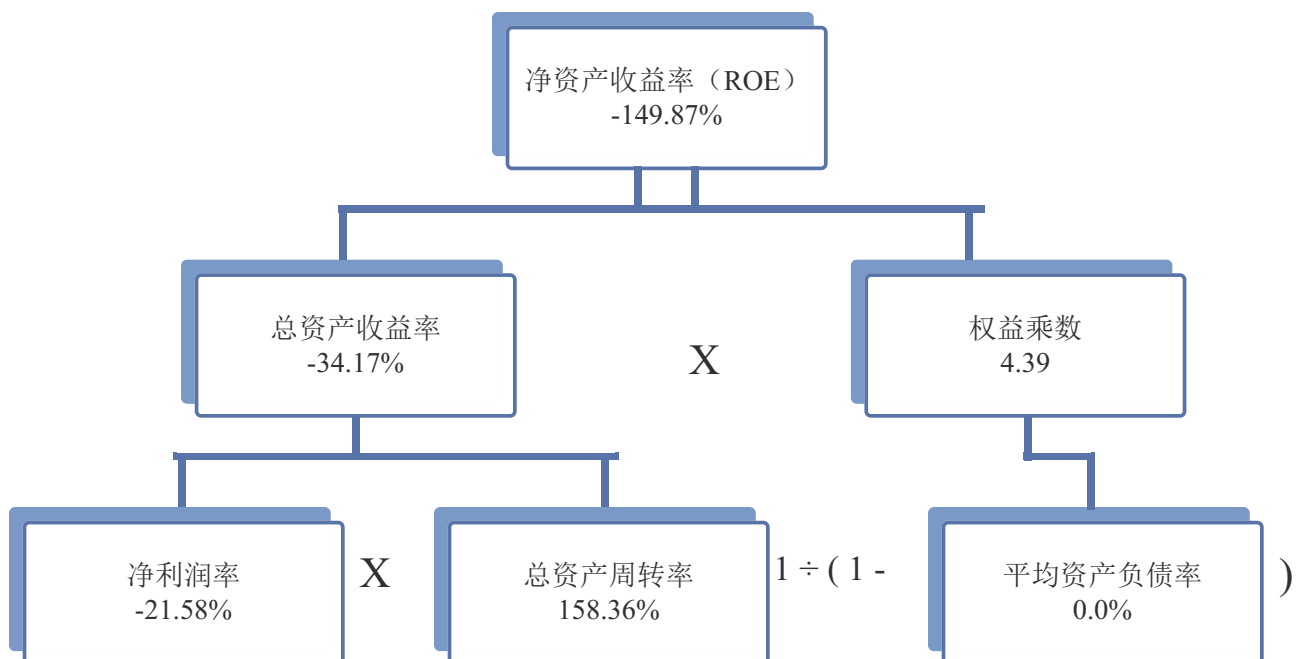 净资产收益率（ROE）
-149.87%
总资产收益率
-34.17%
X
权益乘数
4.39
净利润率
-21.58%
X
总资产周转率
158.36%
1 ÷ ( 1 -
平均资产负债率
0.0%
)